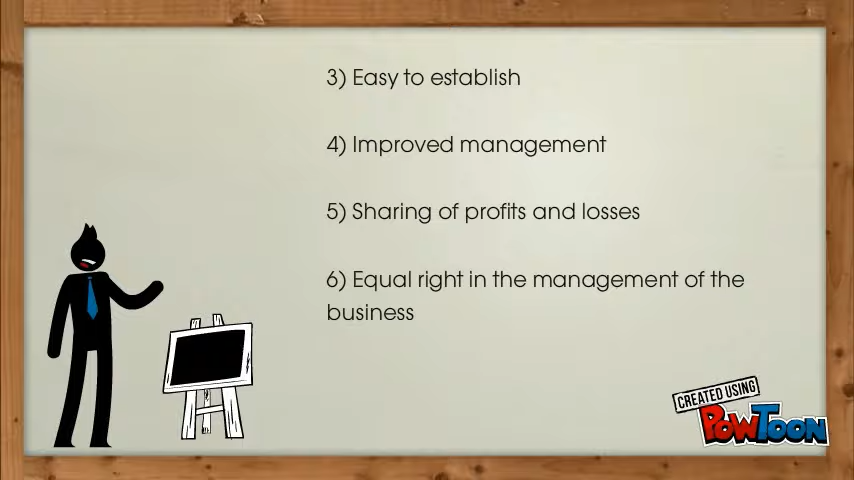 3) Easy to establish
4) Improved management
5) Sharing of profits and losses
6) Equal right in the management of the
business
CREATED USING
POWTOON